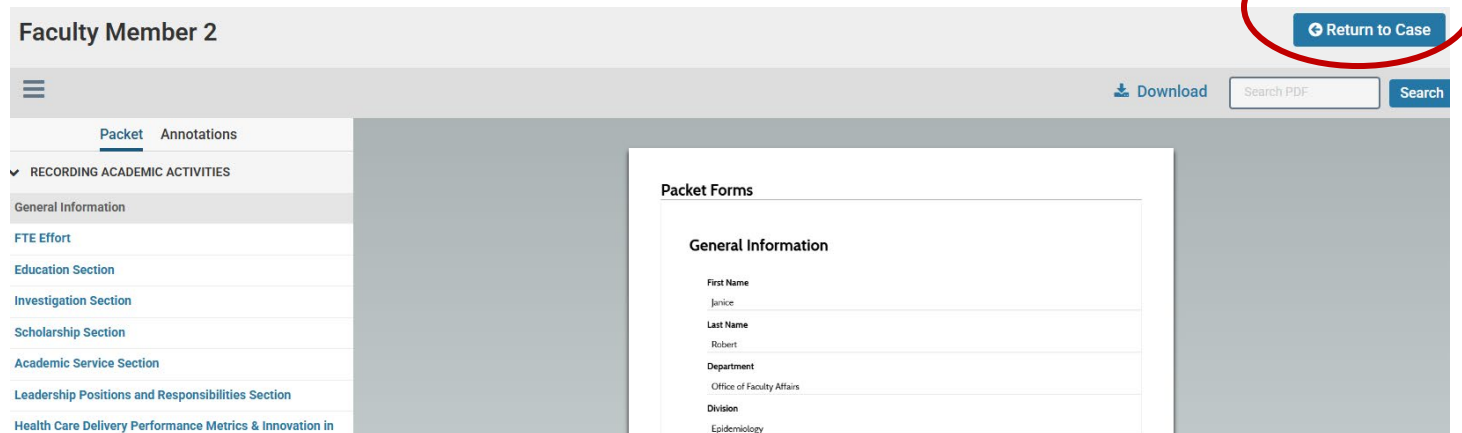 Faculty Member 2
Return to Case
Download
Search PDF
Search
Packet Annotations
RECORDING ACADEMIC ACTIVITIES
General Information
FTE Effort
Education Section
Investigation Section
Scholarship Section
Academic Service Section
Leadership Positions and Responsibilities Section
Health Care Delivery Performance Metrics & Innovation in
Packet Forms
General Information
First Name
Janice
Last Name
Robert
Department
Office of Faculty Affairs
Division
Epidemiology